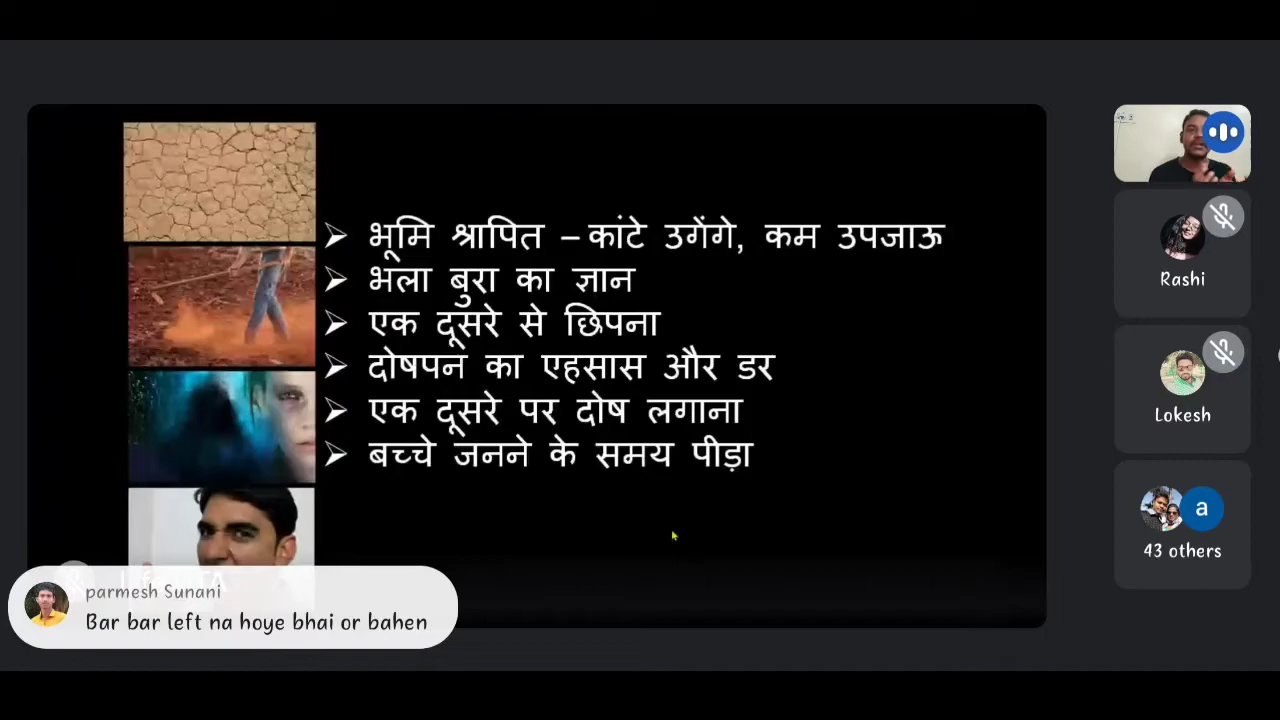 भूमि श्रापित – कांटे उगेंगे, कम उपजाऊ
भला बुरा का ज्ञान
एक दूसरे से छिपना
दोषपन का एहसास और डर
एक दूसरे पर दोष लगाना
बच्चे जनने के समय पीड़ा
Rashi
Lokesh
a
43 others
parmesh Sunani
Bar bar left na hoye bhai or bahen